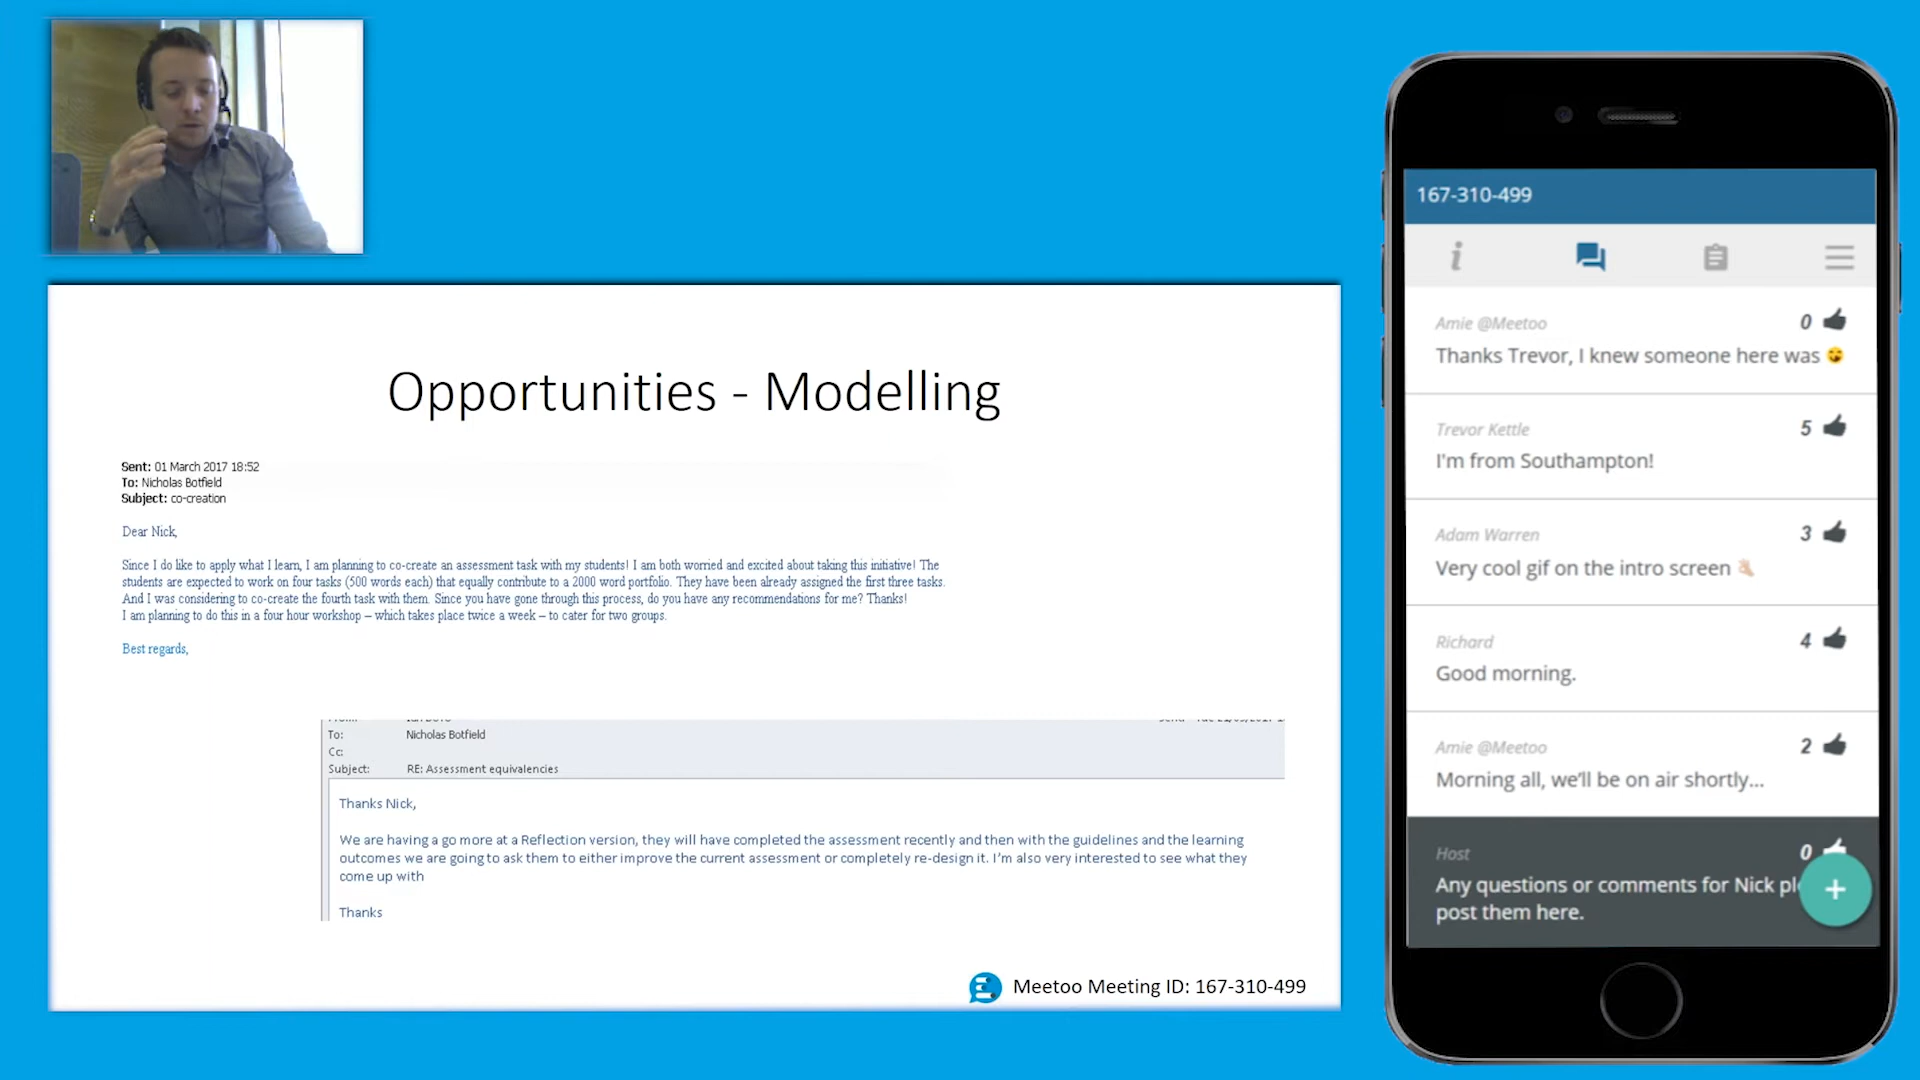 Opportunities - Modelling
Sent: 01 March 2017 18:52
To: Nicholas Botfield
Subject: co-creation
Dear Nick,
Since I do like to apply what I learn, I am planning to co-create an assessment task with my students! I am both worried and excited about taking this initiative! The
students are expected to work on four tasks (500 words each) that equally contribute to a 2000 word portfolio. They have been already assigned the first three tasks.
And I was considering to co-create the fourth task with them. Since you have gone through this process, do you have any recommendations for me? Thanks!
I am planning to do this in a four hour workshop – which takes place twice a week – to cater for two groups.
Best regards,
To: Nicholas Botfield
Cc:
Subject: RE: Assessment equivalencies
Thanks Nick,
We are having a go more at a Reflection version, they will have completed the assessment recently and then with the guidelines and the learning
outcomes we are going to ask them to either improve the current assessment or completely re-design it. I'm also very interested to see what they
come up with
Thanks
Meetoo Meeting ID: 167-310-499
167-310-499
Amie @Meetoo 0
Thanks Trevor, I knew someone here was 😋
Trevor Kettle 5
I'm from Southampton!
Adam Warren 3
Very cool gif on the intro screen 👌🏻
Richard 4
Good morning.
Amie @Meetoo 2
Morning all, we'll be on air shortly...
Host 0
Any questions or comments for Nick
post them here.